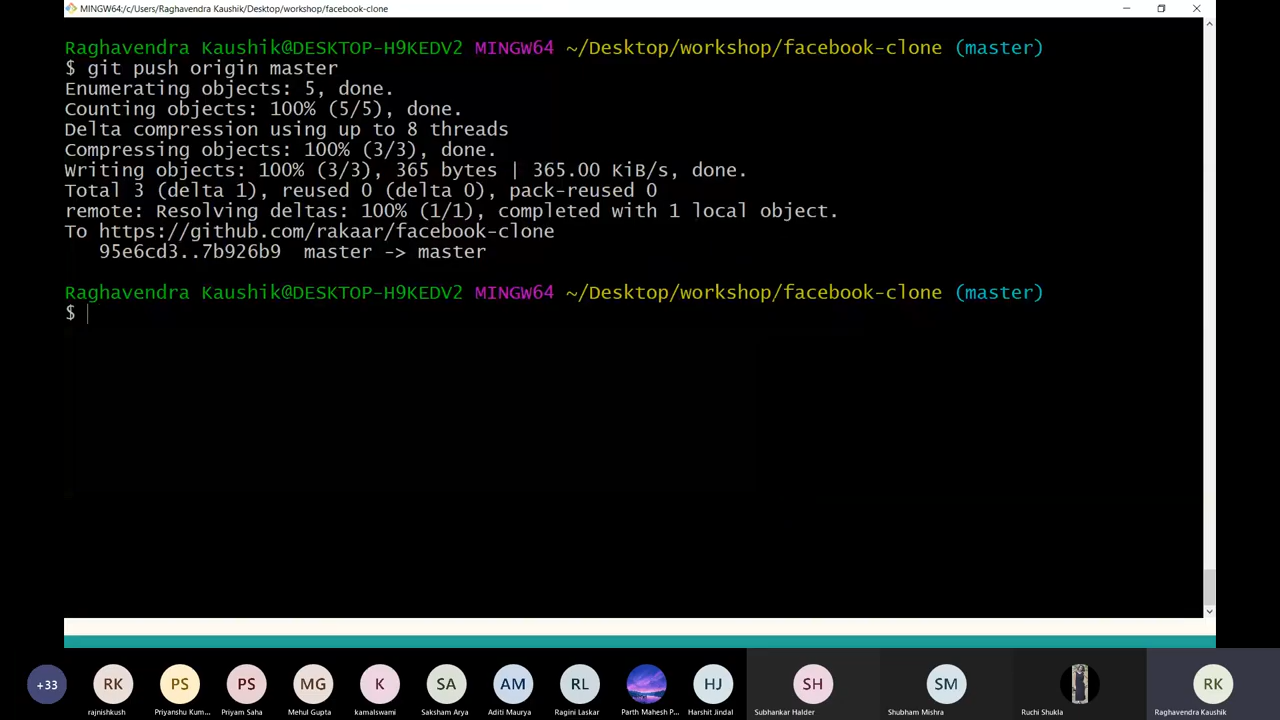 MINGW64:/c/Users/Raghavendra Kaushik/Desktop/workshop/facebook-clone
Raghavendra Kaushik@DESKTOP-H9KEDV2 MINGW64 ~/Desktop/workshop/facebook-clone (master)
$ git push origin master
Enumerating objects: 5, done.
Counting objects: 100% (5/5), done.
Delta compression using up to 8 threads
Compressing objects: 100% (3/3), done.
Writing objects: 100% (3/3), 365 bytes | 365.00 KiB/s, done.
Total 3 (delta 1), reused 0 (delta 0), pack-reused 0
remote: Resolving deltas: 100% (1/1), completed with 1 local object.
To https://github.com/rakaar/facebook-clone
95e6cd3..7b926b9 master -> master
Raghavendra Kaushik@DESKTOP-H9KEDV2 MINGW64 ~/Desktop/workshop/facebook-clone (master)
$
+33 RK PS PS MG K SA AM RL HJ SH SM RK
rajnishkush Priyanshu Kum... Priyam Saha Mehul Gupta kamalswami Saksham Arya Aditi Maurya Ragini Laskar Parth Mahesh P... Harshit Jindal Subhankar Halder Shubham Mishra Ruchi Shukla Raghavendra Kaushik